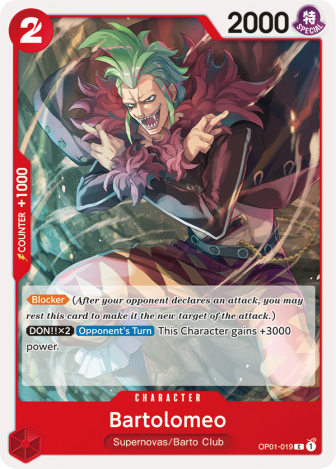 2
2000
特
SPECIAL
COUNTER +1000
Blocker (After your opponent declares an attack, you may
rest this card to make it the new target of the attack.)
DON!!×2 Opponent's Turn This Character gains +3000
power.
CHARACTER
Bartolomeo
Supernovas/Barto Club
OP01-019 C 1